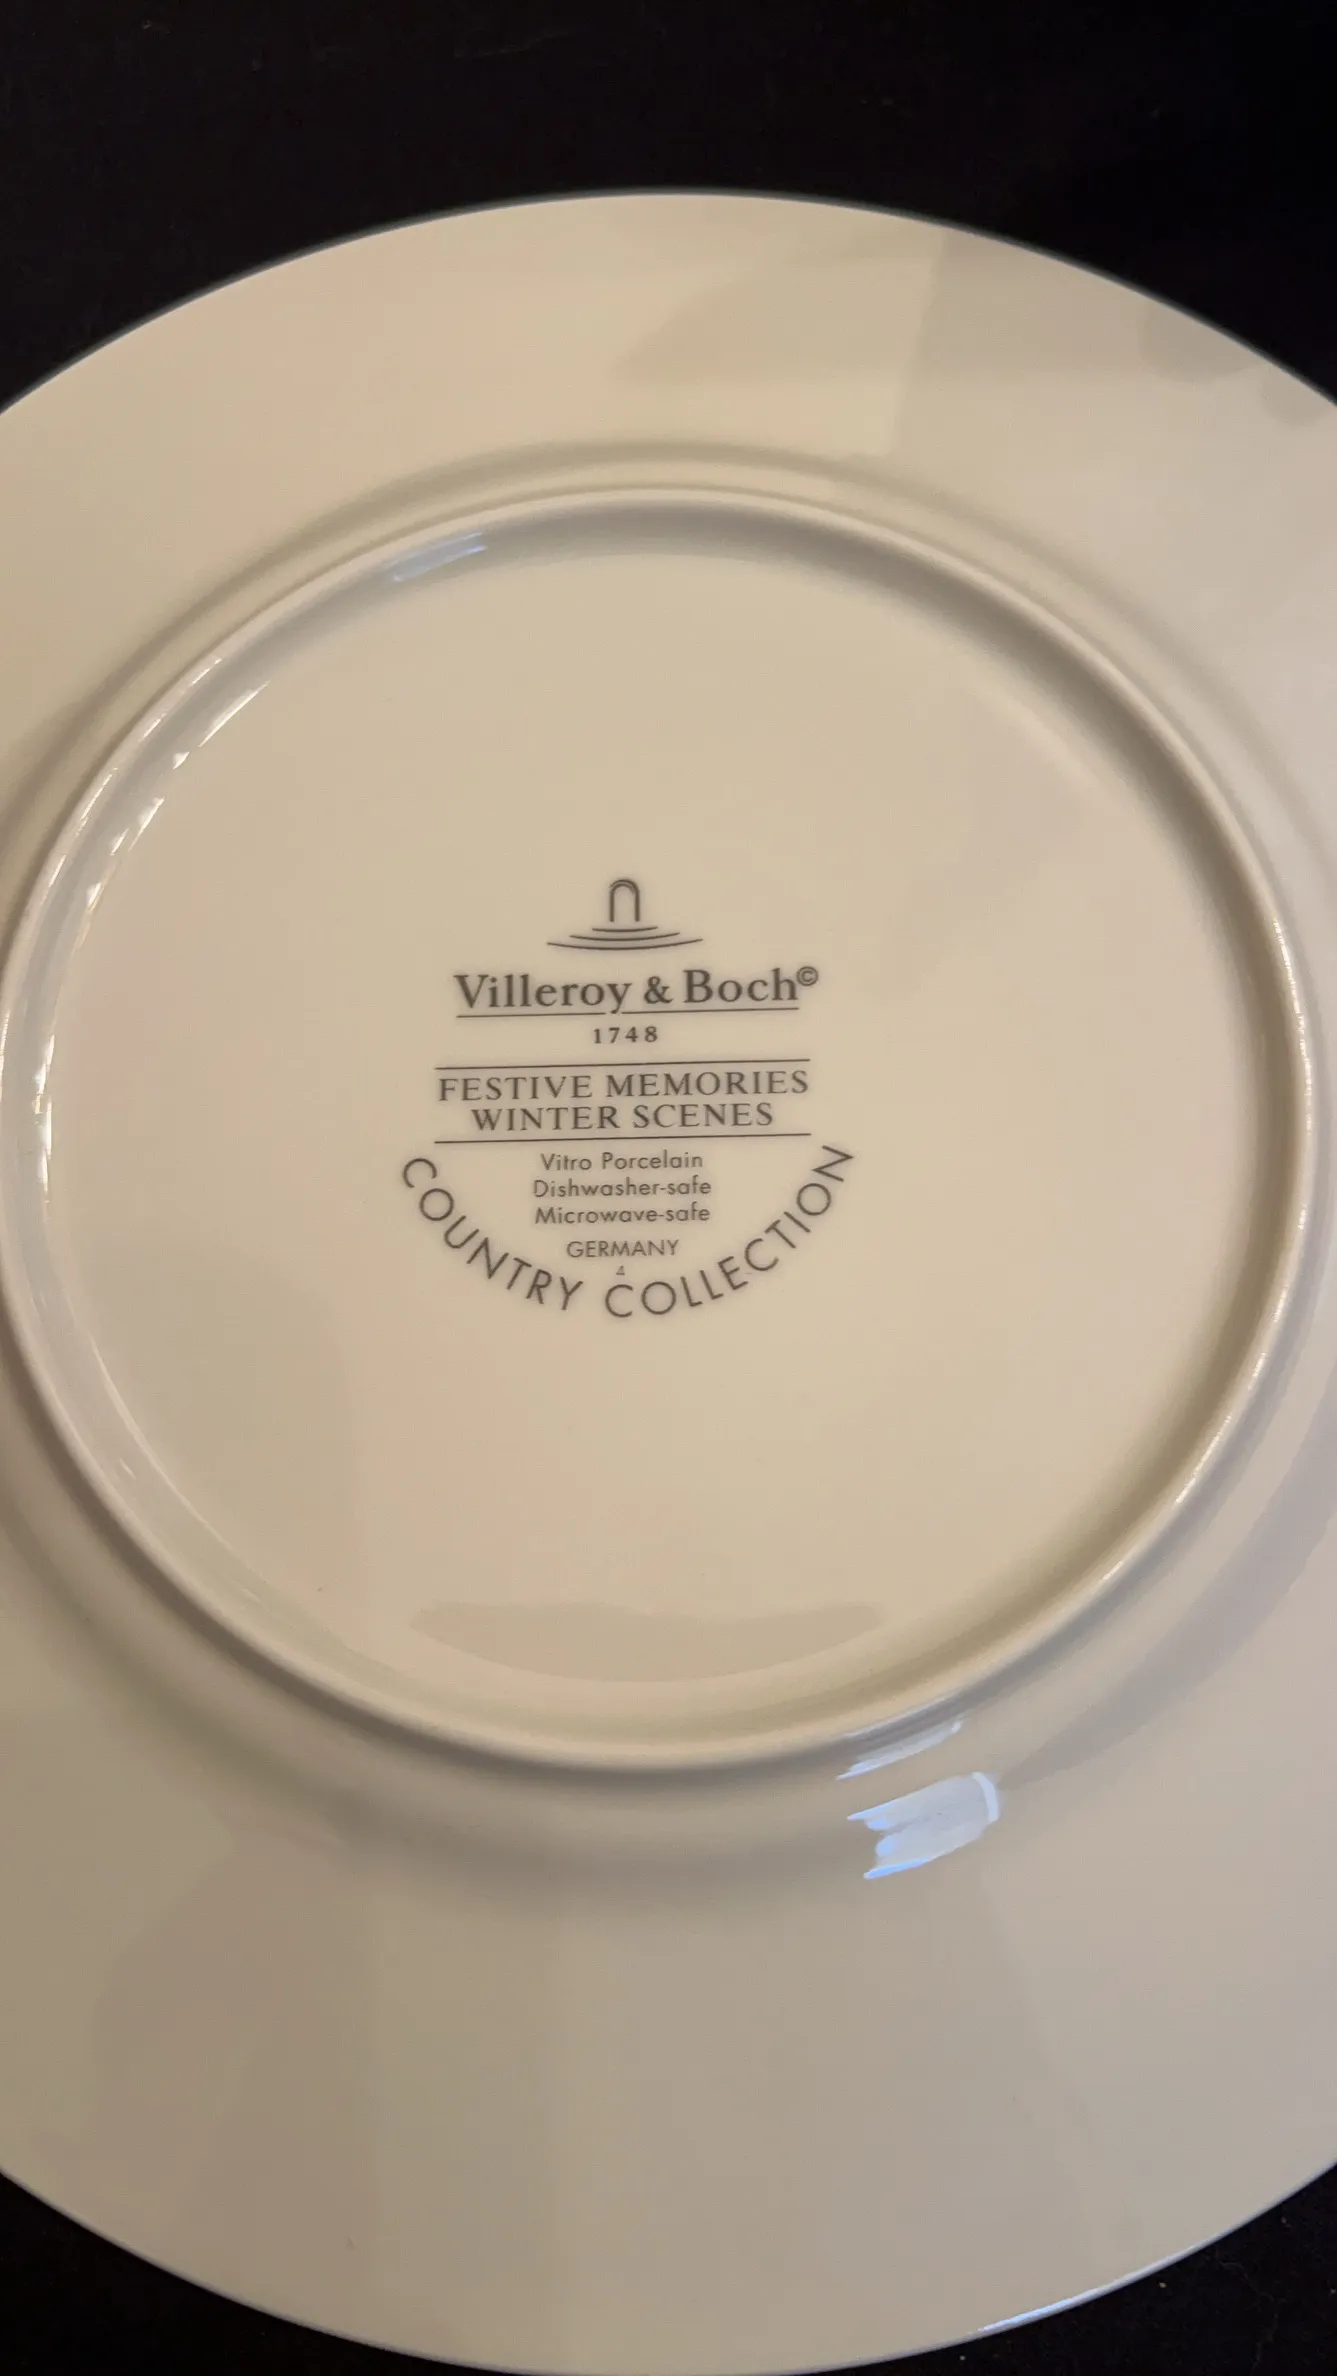 Villeroy & Boch©
1748
FESTIVE MEMORIES
WINTER SCENES
Vitro Porcelain
Dishwasher-safe
Microwave-safe
GERMANY
4
COUNTRY COLLECTION